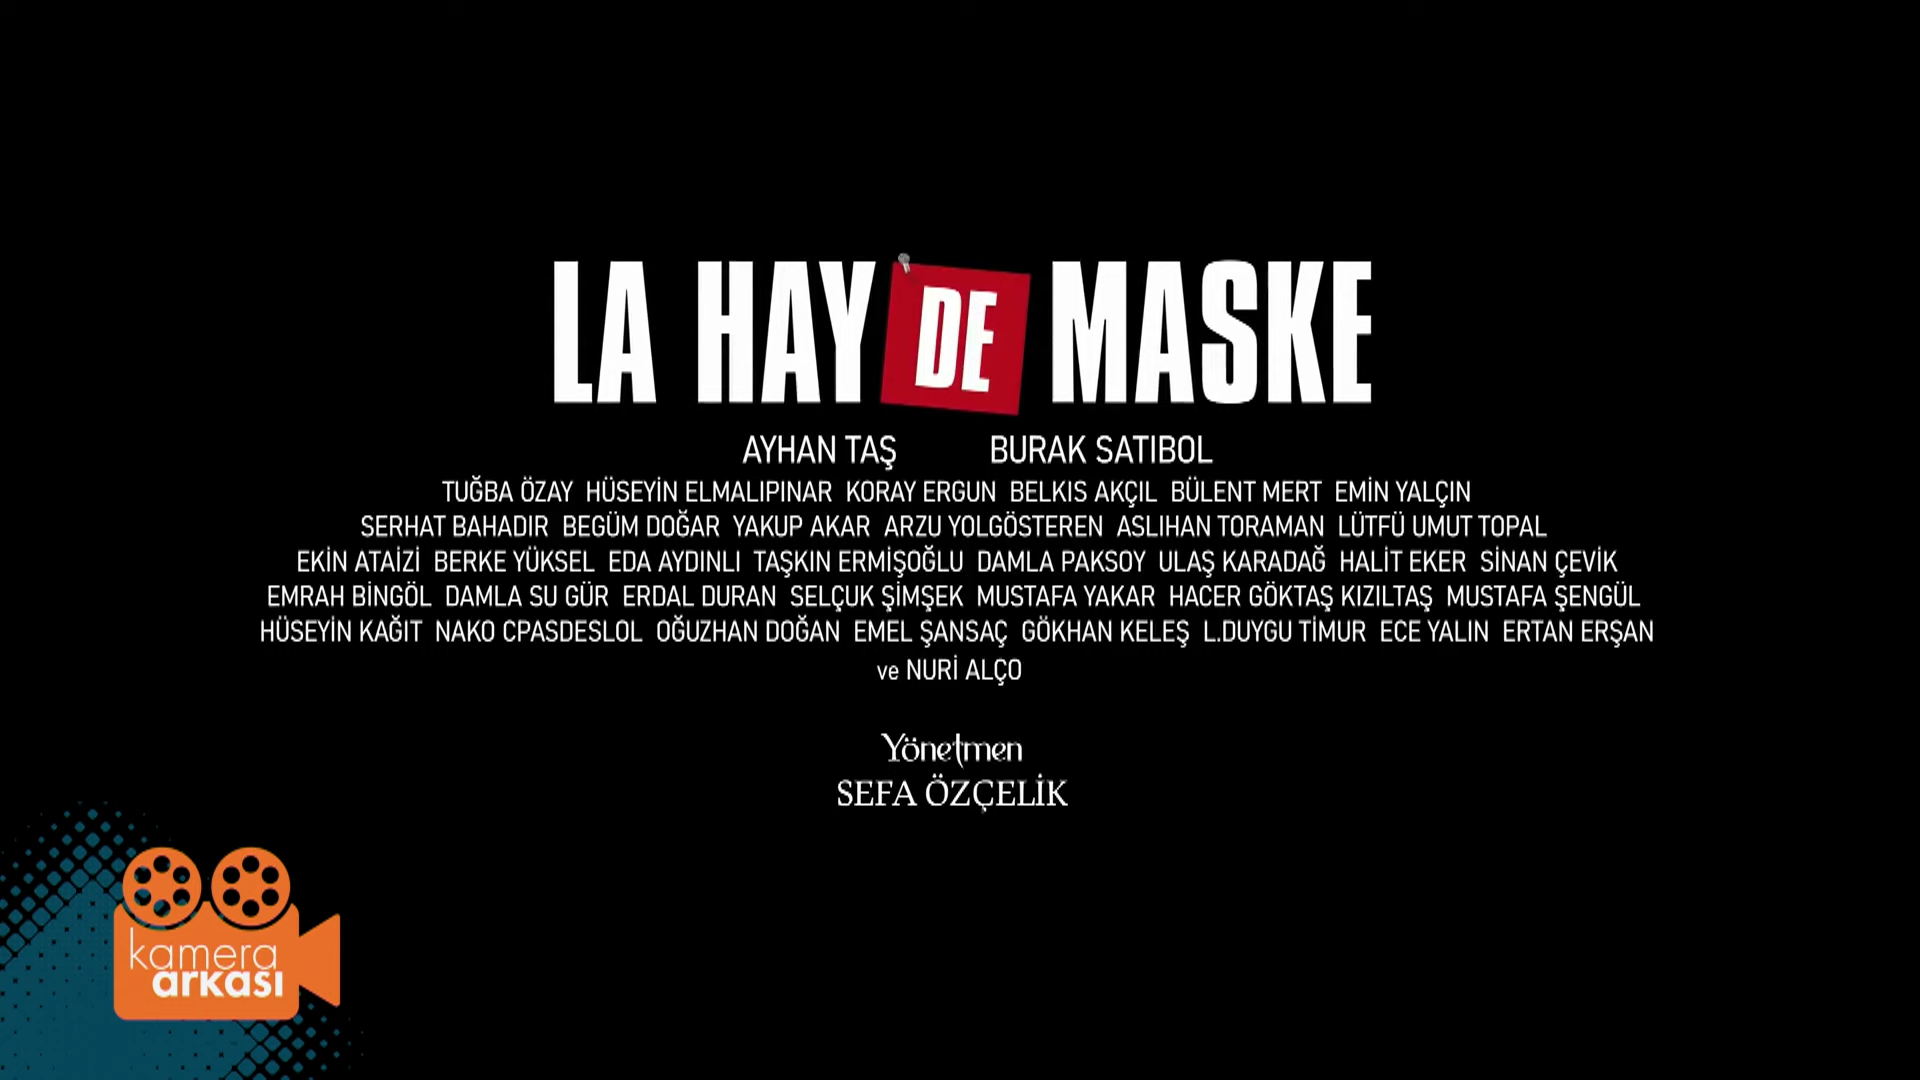 LA HAY DE MASKE
AYHAN TAŞ BURAK SATIBOL
TUĞBA ÖZAY HÜSEYİN ELMALIPINAR KORAY ERGUN BELKIS AKÇIL BÜLENT MERT EMİN YALÇIN
SERHAT BAHADIR BEGÜM DOĞAR YAKUP AKAR ARZU YOLGÖSTEREN ASLIHAN TORAMAN LÜTFÜ UMUT TOPAL
EKİN ATAİZİ BERKE YÜKSEL EDA AYDINLI TAŞKIN ERMİŞOĞLU DAMLA PAKSOY ULAŞ KARADAĞ HALİT EKER SİNAN ÇEVİK
EMRAH BİNGÖL DAMLA SU GÜR ERDAL DURAN SELÇUK ŞİMŞEK MUSTAFA YAKAR HACER GÖKTAŞ KIZILTAŞ MUSTAFA ŞENGÜL
HÜSEYİN KAĞIT NAKO CPASDESLOL OĞUZHAN DOĞAN EMEL ŞANSAÇ GÖKHAN KELEŞ L.DUYGU TİMUR ECE YALIN ERTAN ERŞAN
ve NURİ ALÇO
Yönetmen
SEFA ÖZÇELİK
kamera
arkası